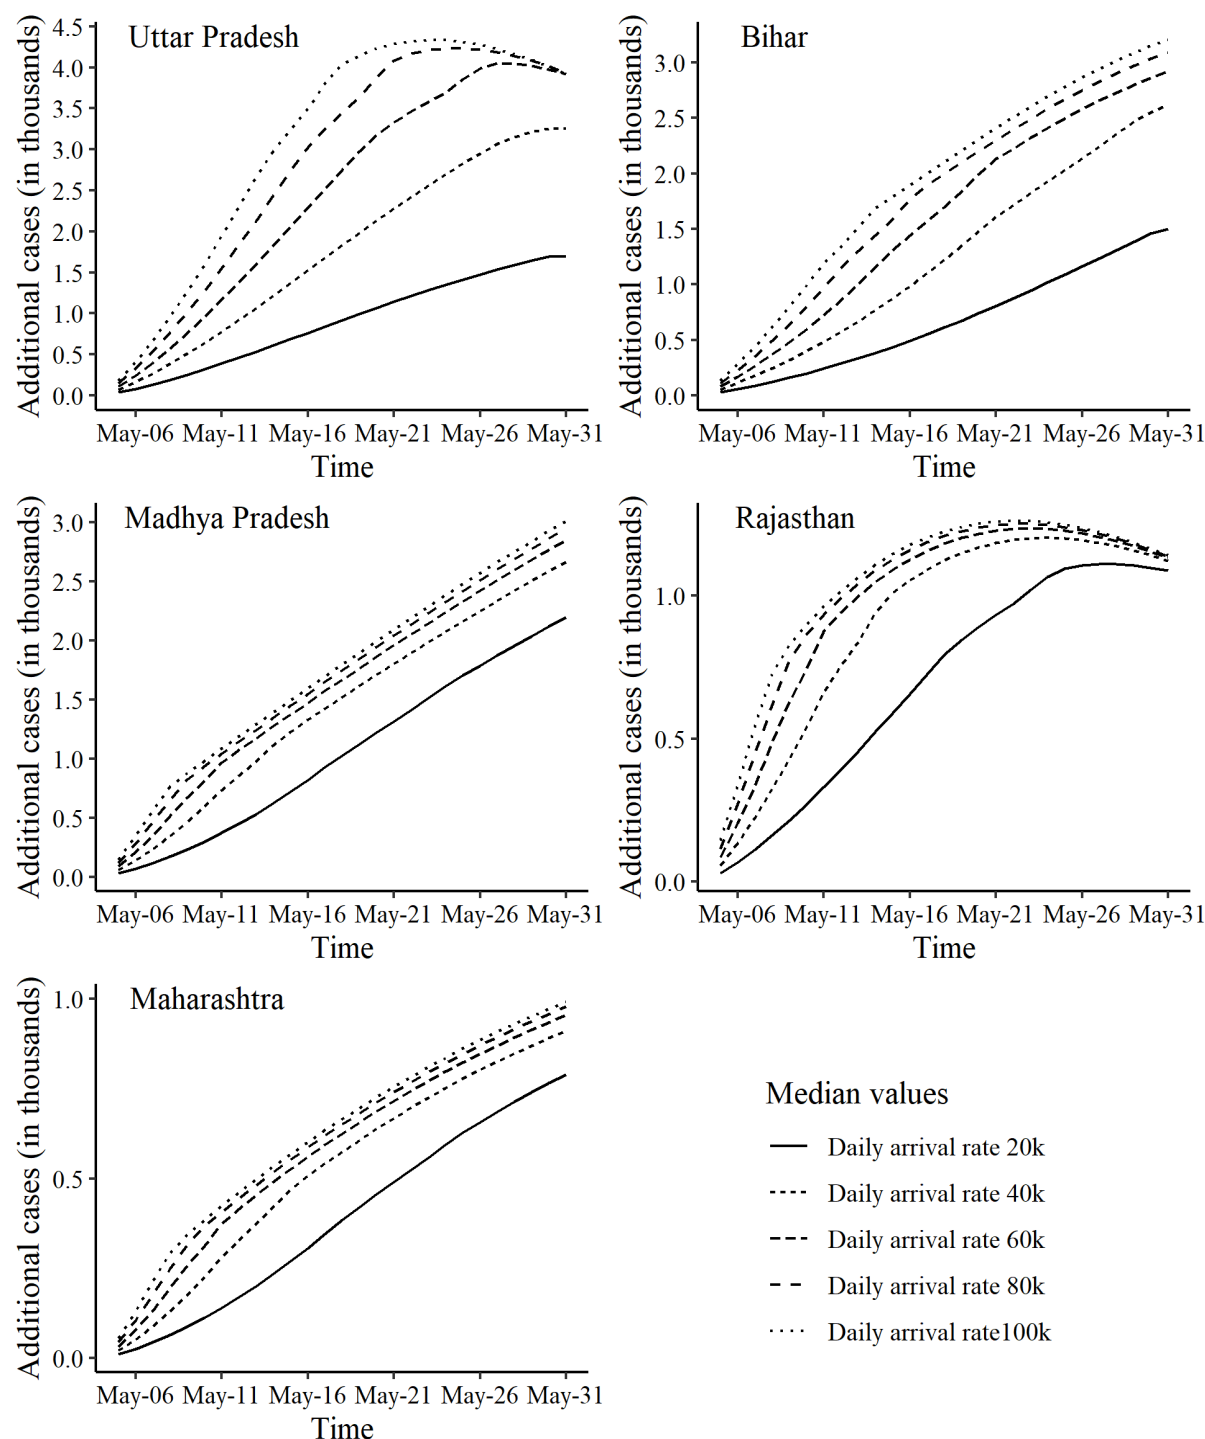 Uttar Pradesh
Additional cases (in thousands)
4.5
4.0
3.5
3.0
2.5
2.0
1.5
1.0
0.5
0.0
May-06 May-11 May-16 May-21 May-26 May-31
Time
Bihar
Additional cases (in thousands)
3.0
2.5
2.0
1.5
1.0
0.5
0.0
May-06 May-11 May-16 May-21 May-26 May-31
Time
Madhya Pradesh
Additional cases (in thousands)
3.0
2.5
2.0
1.5
1.0
0.5
0.0
May-06 May-11 May-16 May-21 May-26 May-31
Time
Rajasthan
Additional cases (in thousands)
1.0
0.5
0.0
May-06 May-11 May-16 May-21 May-26 May-31
Time
Maharashtra
Additional cases (in thousands)
1.0
0.5
0.0
May-06 May-11 May-16 May-21 May-26 May-31
Time
Median values
Daily arrival rate 20k
Daily arrival rate 40k
Daily arrival rate 60k
Daily arrival rate 80k
Daily arrival rate100k